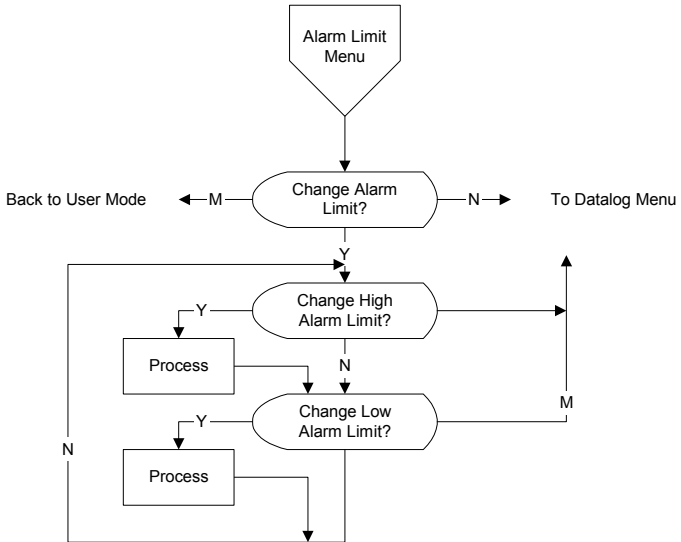 Alarm Limit
Menu
Back to User Mode
M
Change Alarm
Limit?
N
To Datalog Menu
Y
Y
Change High
Alarm Limit?
Process
N
M
Y
Change Low
Alarm Limit?
N
Process